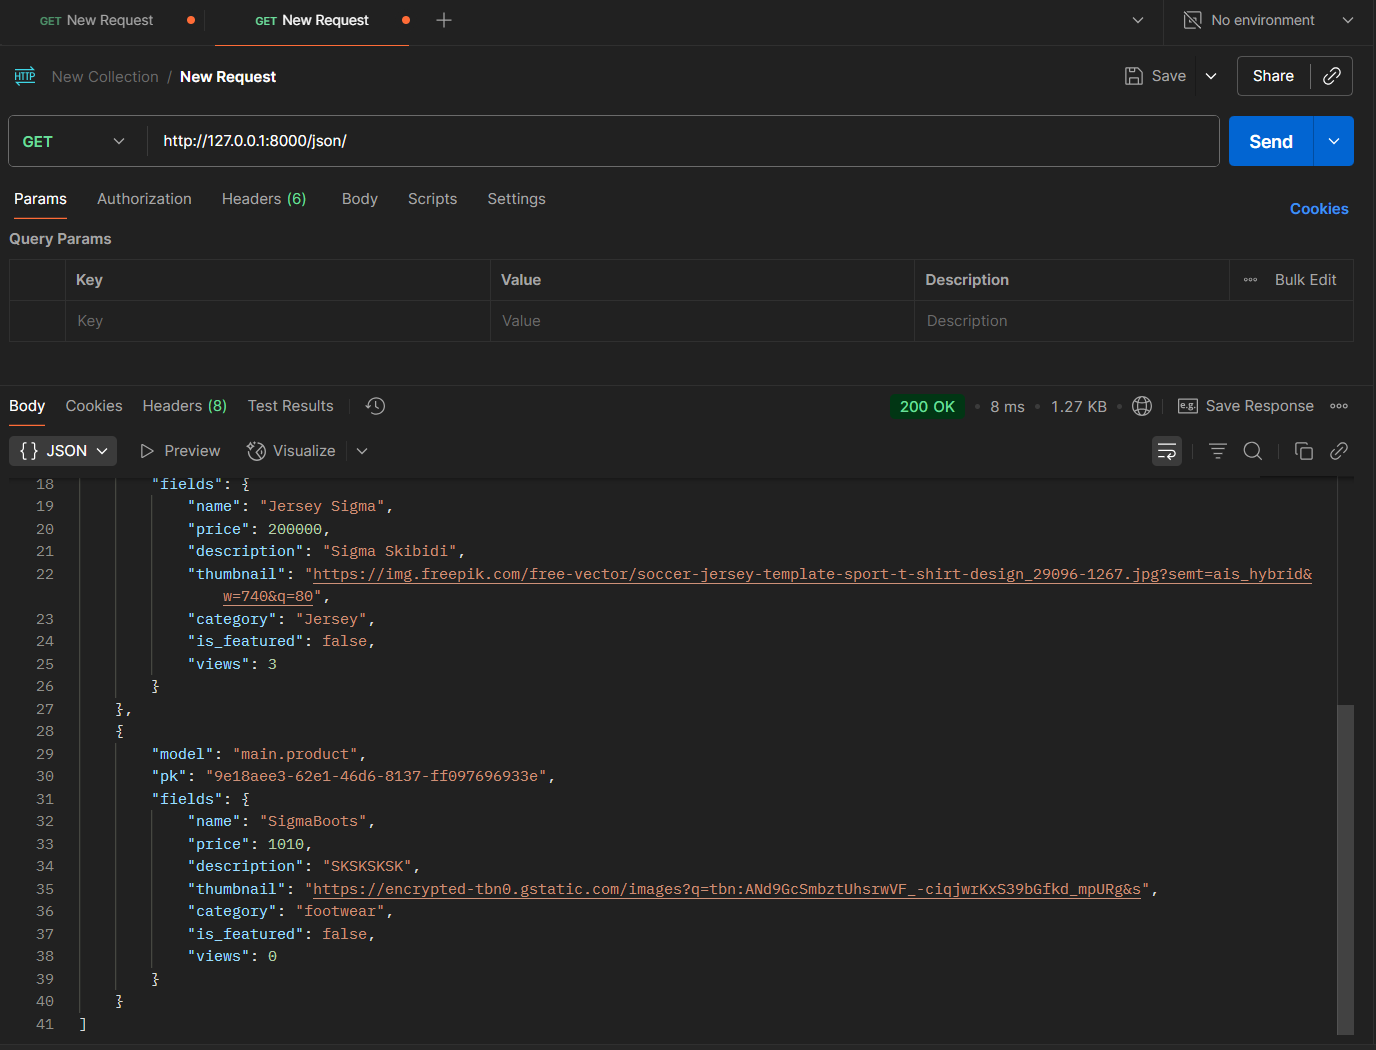 GET New Request
GET New Request
No environment
HTTP New Collection / New Request
Save
Share
GET
http://127.0.0.1:8000/json/
Send
Params Authorization Headers (6) Body Scripts Settings
Cookies
Query Params
Key Value Description Bulk Edit
Key Value Description
Body Cookies Headers (8) Test Results
200 OK • 8 ms • 1.27 KB • e.g. Save Response
{} JSON Preview Visualize
18 "fields": {
19 "name": "Jersey Sigma",
20 "price": 200000,
21 "description": "Sigma Skibidi",
22 "thumbnail": "https://img.freepik.com/free-vector/soccer-jersey-template-sport-t-shirt-design_29096-1267.jpg?semt=ais_hybrid&
w=740&q=80",
23 "category": "Jersey",
24 "is_featured": false,
25 "views": 3
26 }
27 },
28 {
29 "model": "main.product",
30 "pk": "9e18aee3-62e1-46d6-8137-ff097696933e",
31 "fields": {
32 "name": "SigmaBoots",
33 "price": 1010,
34 "description": "SKSKSKSK",
35 "thumbnail": "https://encrypted-tbn0.gstatic.com/images?q=tbn:ANd9GcSmbztUhsrwVF_-ciqjwrKxS39bGfkd_mpURg&s",
36 "category": "footwear",
37 "is_featured": false,
38 "views": 0
39 }
40 }
41 ]